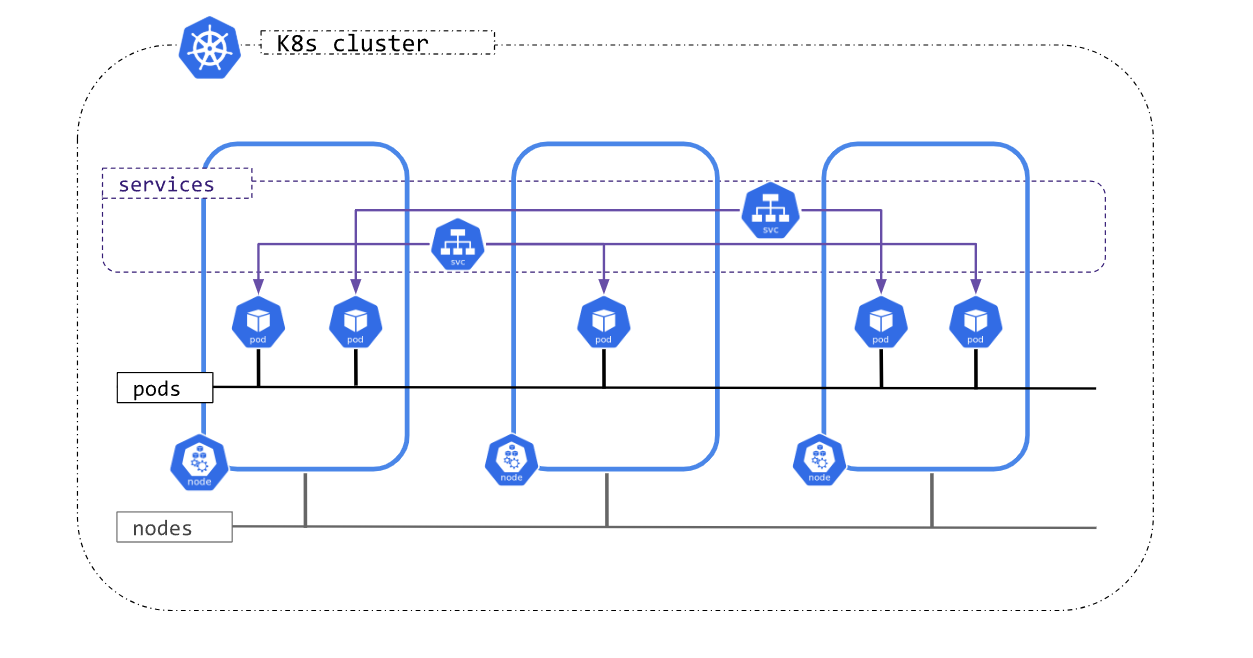 K8s cluster
services
svc
svc
pod
pod
pod
pod
pod
pods
node
node
node
nodes